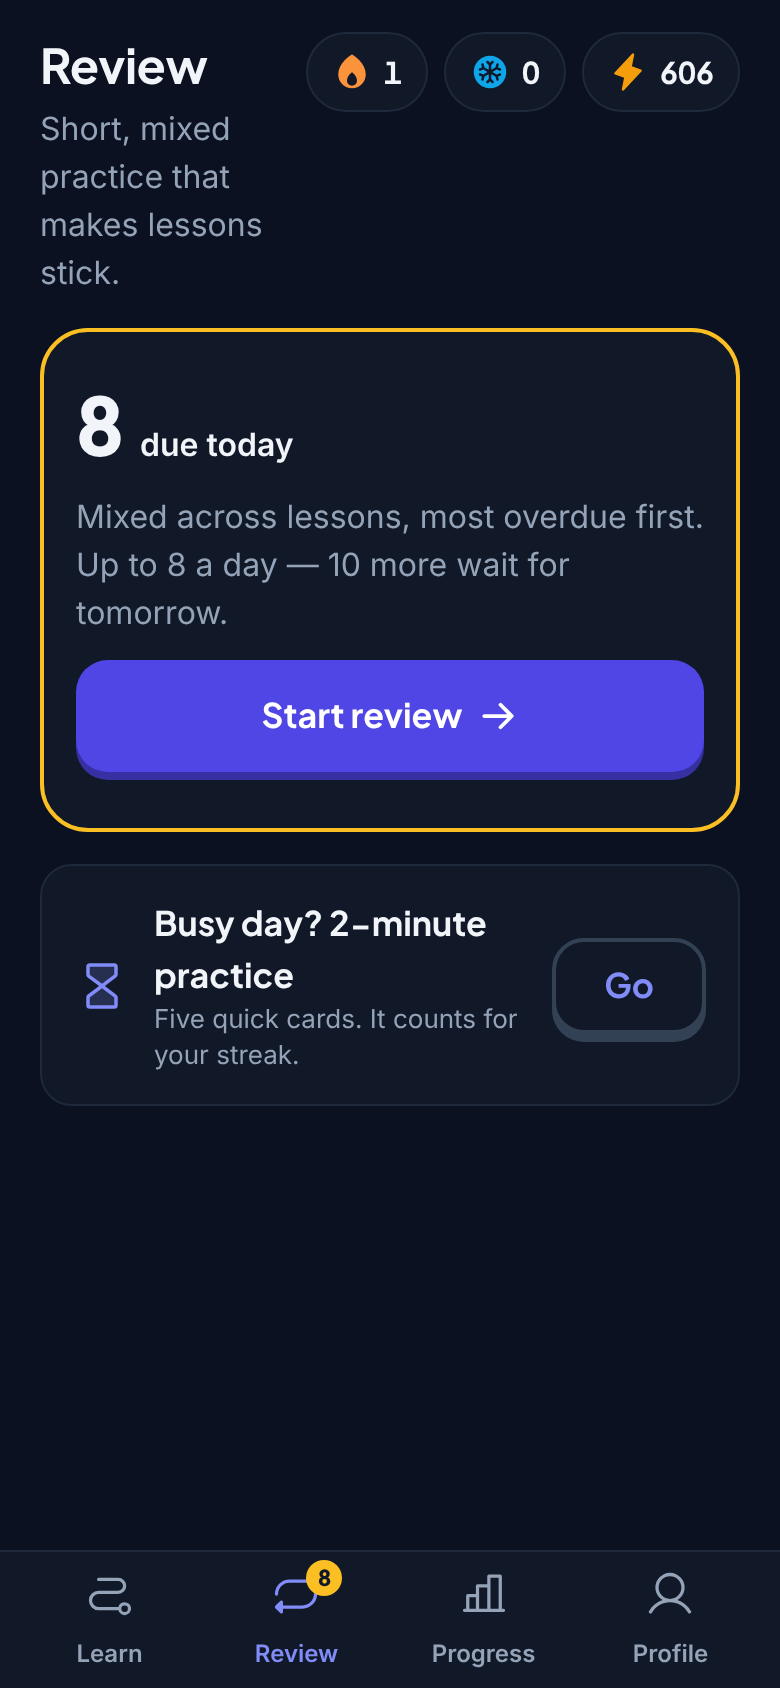 Review
1
0
606
Short, mixed
practice that
makes lessons
stick.
8 due today
Mixed across lessons, most overdue first.
Up to 8 a day — 10 more wait for
tomorrow.
Start review →
Busy day? 2-minute
practice
Five quick cards. It counts for
your streak.
Go
8
Learn
Review
Progress
Profile